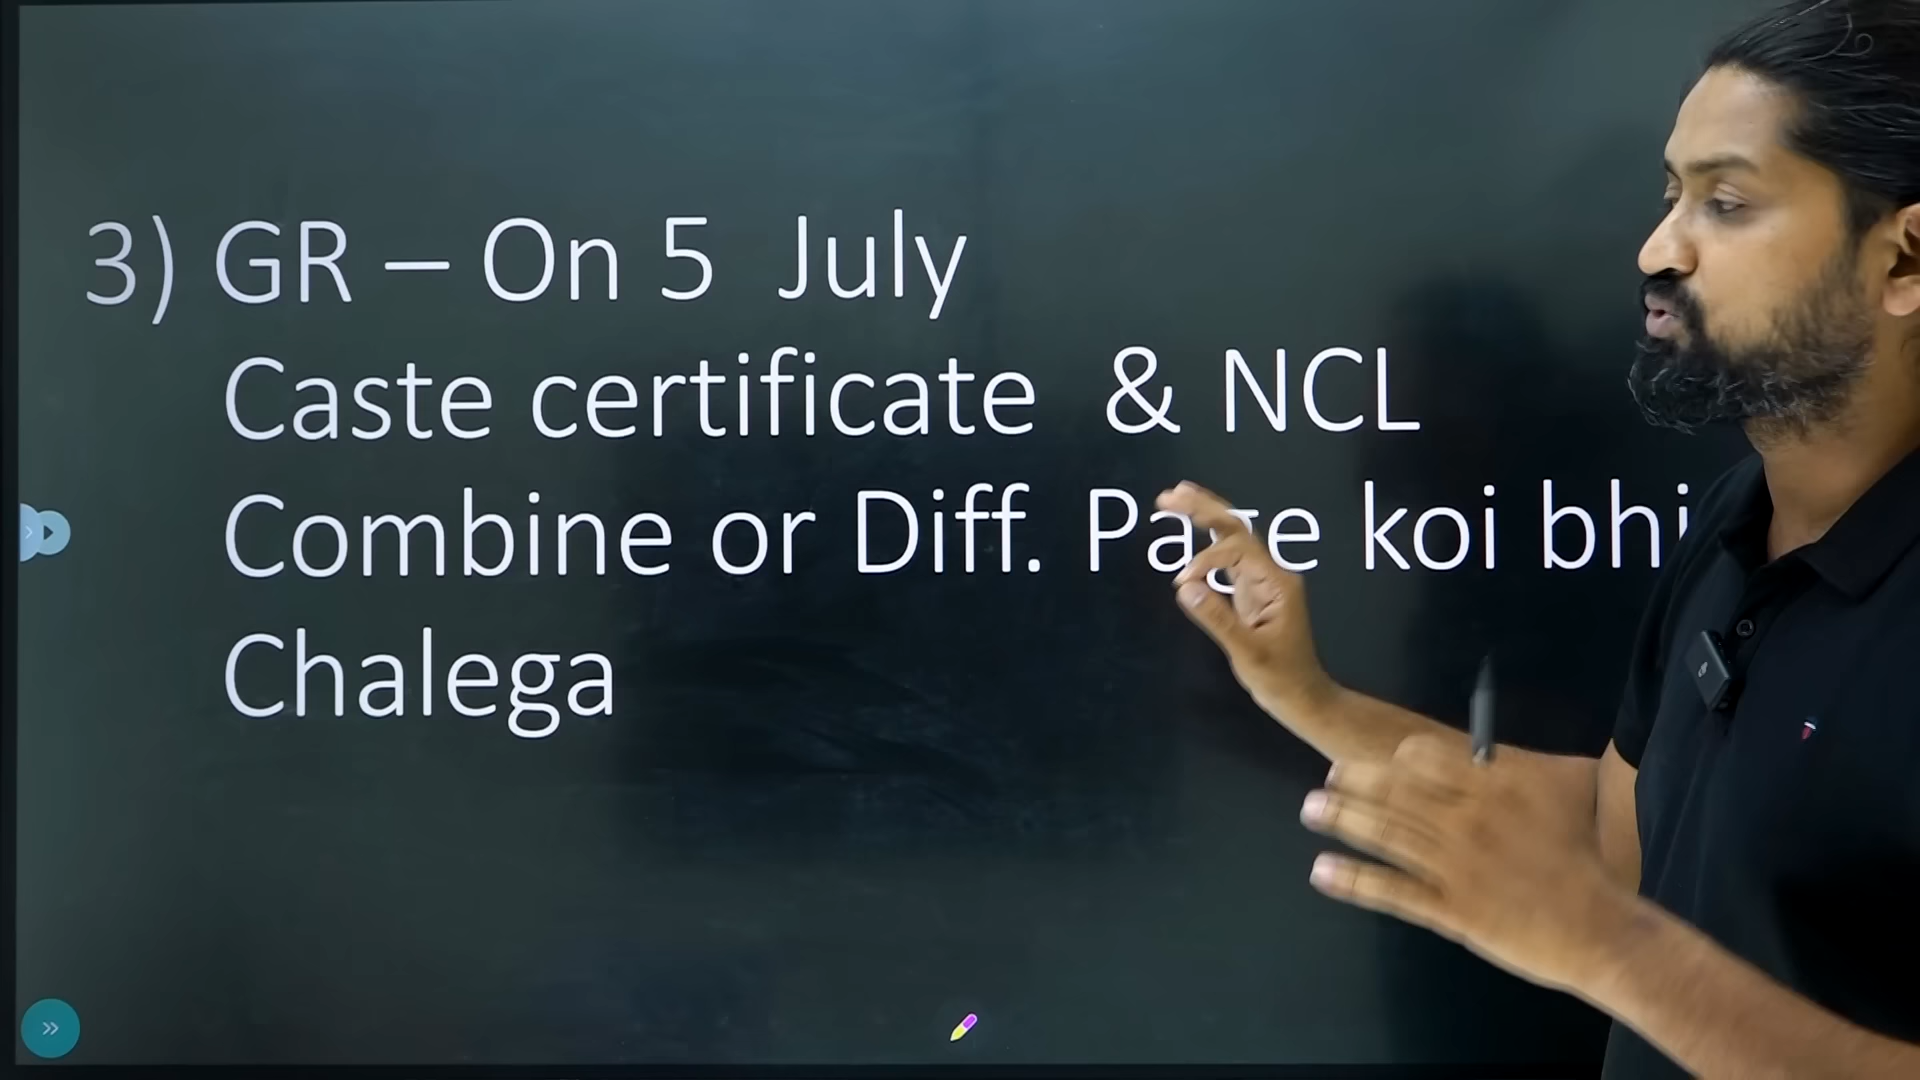 3) GR – On 5 July
Caste certificate & NCL
Combine or Diff. Page koi bhi
Chalega